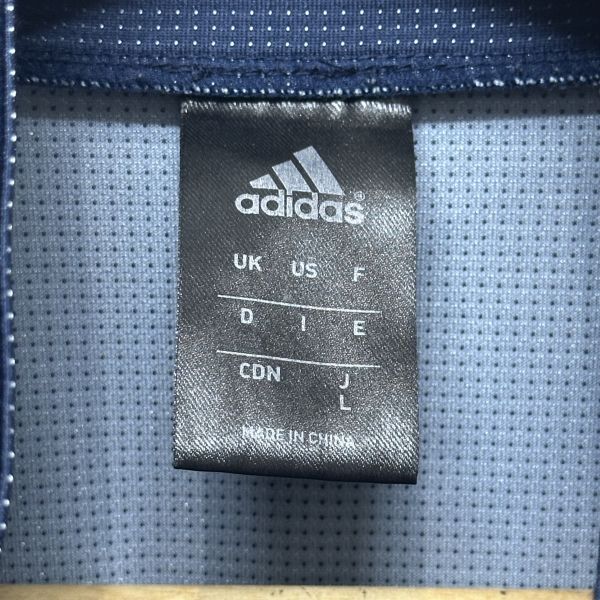 adidas®
UK US F
D I E
CDN J
L
MADE IN CHINA